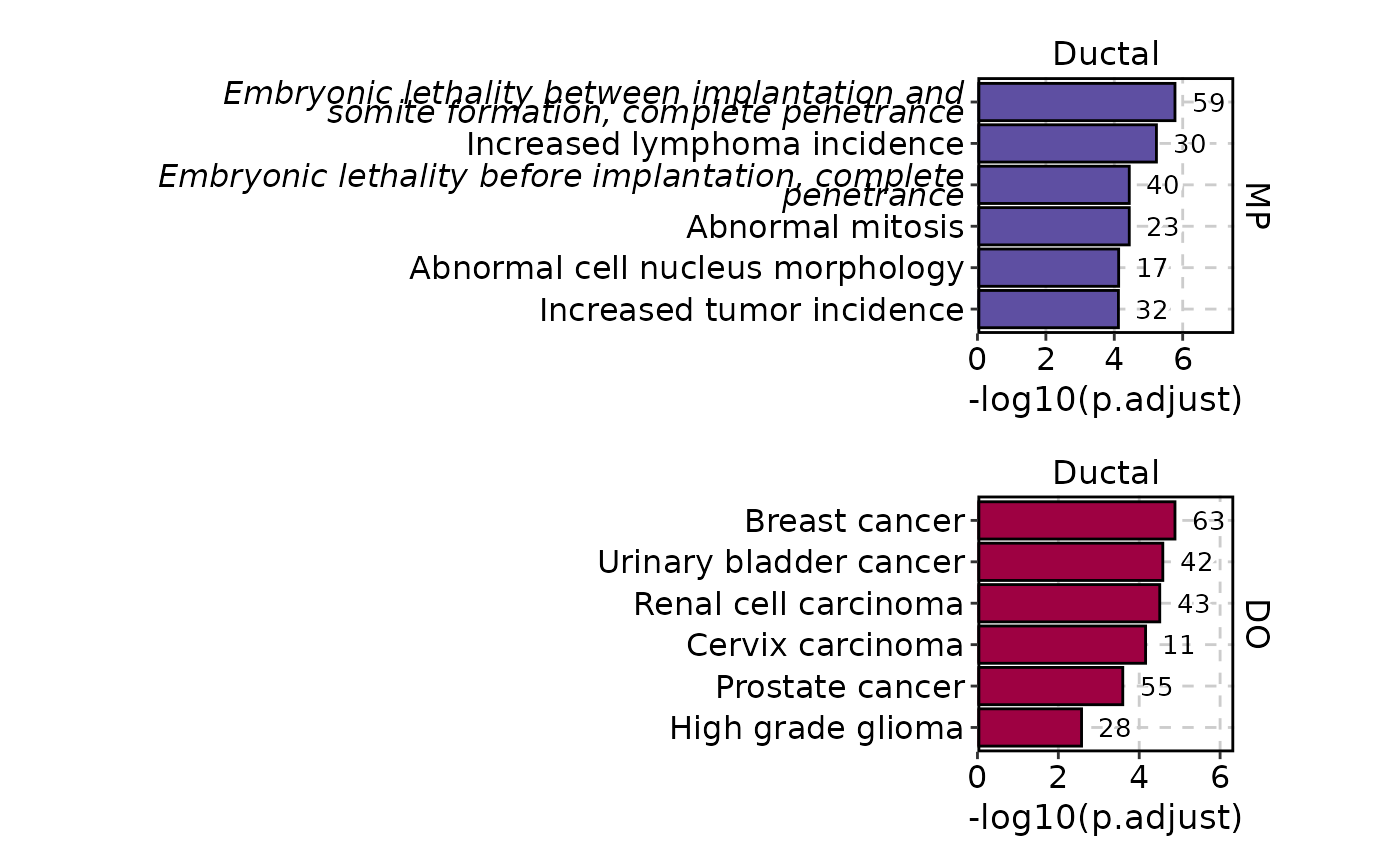 Ductal
Embryonic lethality between implantation and
somite formation, complete penetrance
59
Increased lymphoma incidence
30
Embryonic lethality before implantation, complete
penetrance
40
Abnormal mitosis
23
Abnormal cell nucleus morphology
17
Increased tumor incidence
32
MP
0 2 4 6
-log10(p.adjust)
Ductal
Breast cancer
63
Urinary bladder cancer
42
Renal cell carcinoma
43
Cervix carcinoma
11
Prostate cancer
55
High grade glioma
28
DO
0 2 4 6
-log10(p.adjust)